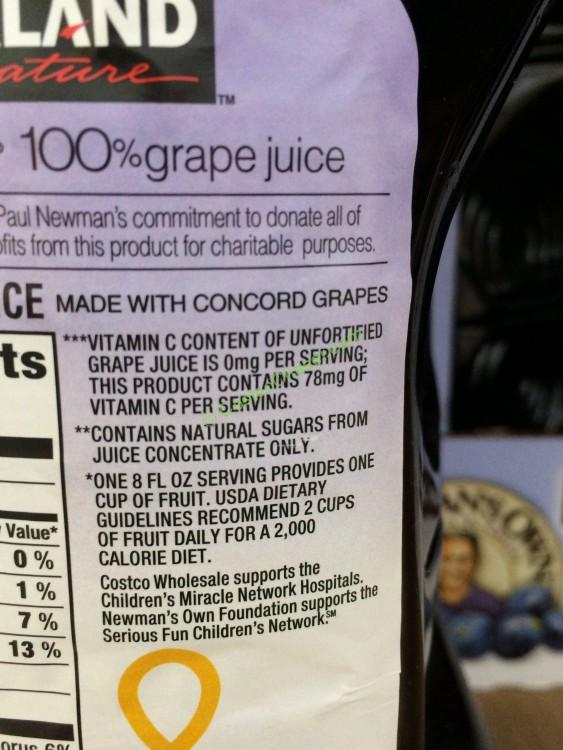 LAND
ature
TM
100% grape juice
Paul Newman's commitment to donate all of
fits from this product for charitable purposes.
CE MADE WITH CONCORD GRAPES
ts
***VITAMIN C CONTENT OF UNFORTIFIED
GRAPE JUICE IS 0mg PER SERVING;
THIS PRODUCT CONTAINS 78mg OF
VITAMIN C PER SERVING.
**CONTAINS NATURAL SUGARS FROM
JUICE CONCENTRATE ONLY.
*ONE 8 FL OZ SERVING PROVIDES ONE
CUP OF FRUIT. USDA DIETARY
GUIDELINES RECOMMEND 2 CUPS
OF FRUIT DAILY FOR A 2,000
CALORIE DIET.
Costco Wholesale supports the
Children's Miracle Network Hospitals.
Newman's Own Foundation supports the
Serious Fun Children's Network.℠
Value*
0 %
1 %
7 %
13 %
orus 6%
AN'S OWN